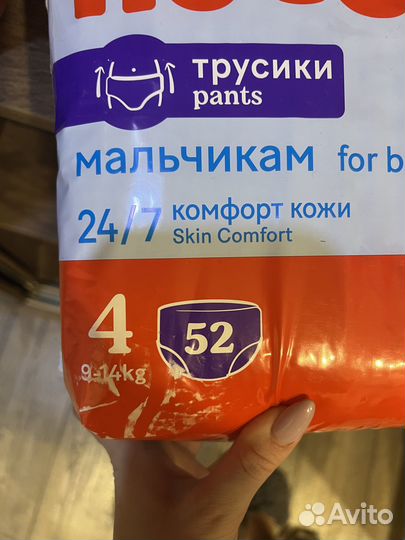 трусики
pants
мальчикам for b
24/7 комфорт кожи
Skin Comfort
4
52
9-14kg
Avito